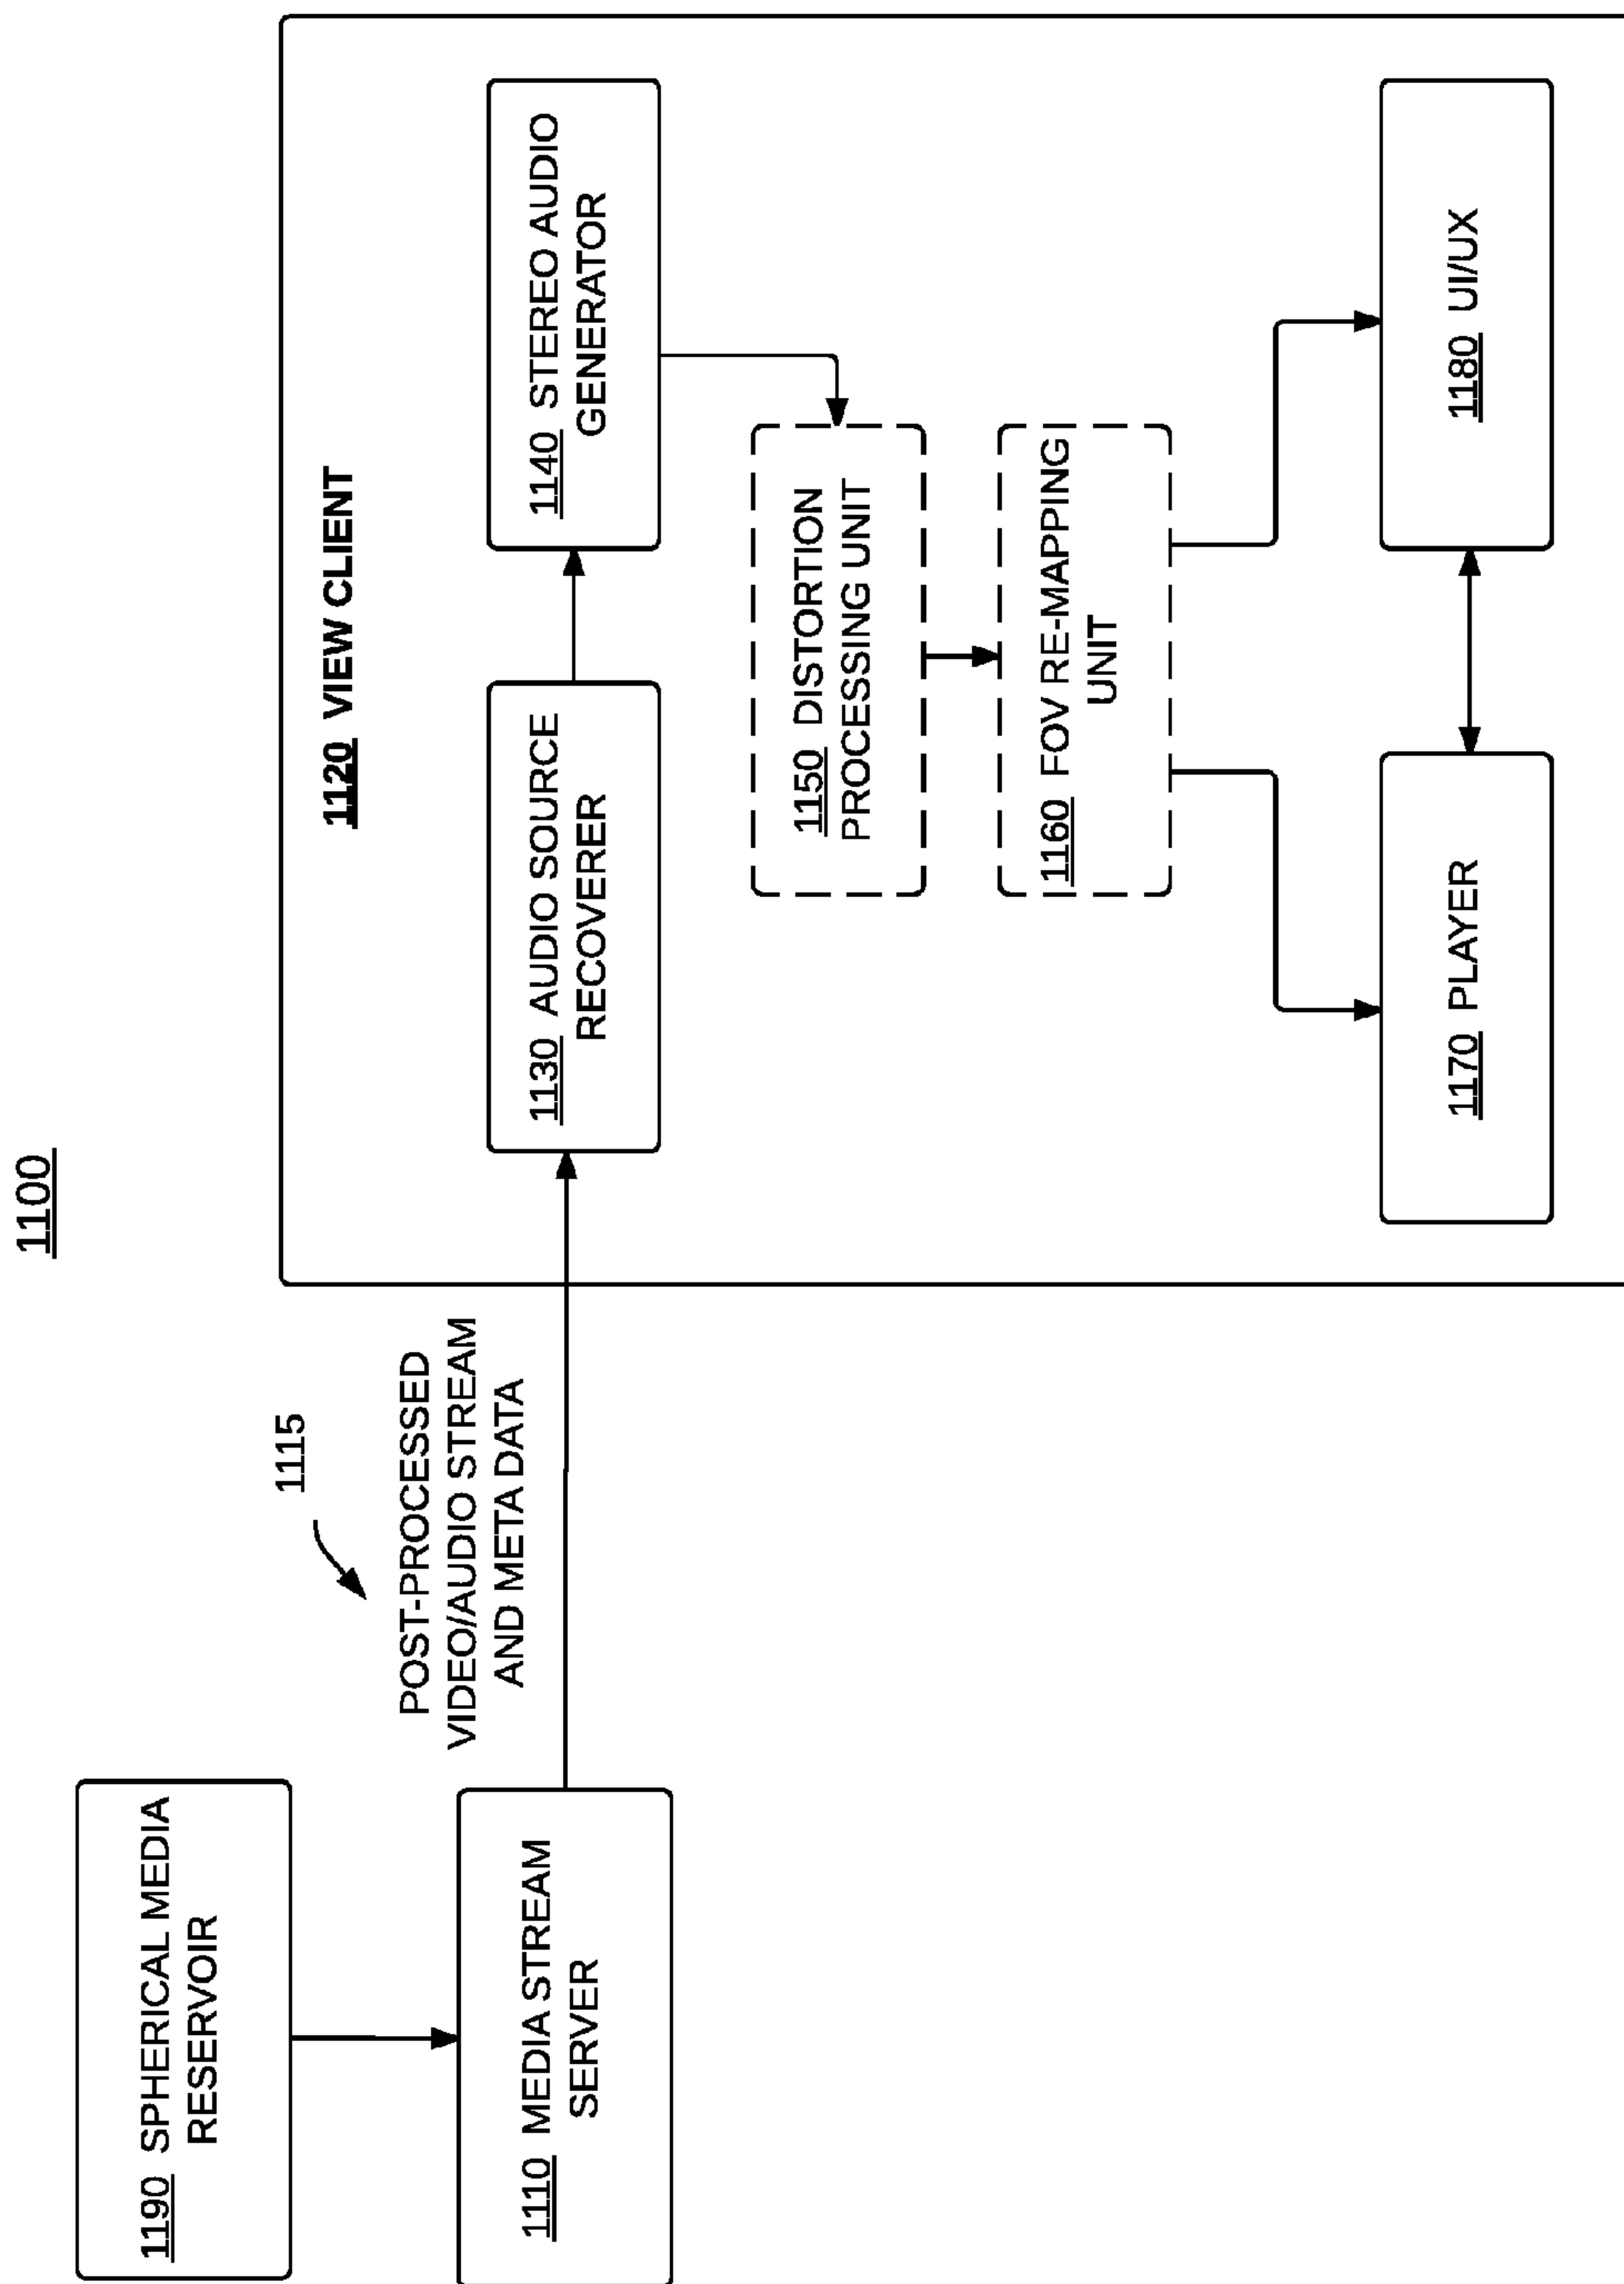 1100
1190 SPHERICAL MEDIA
RESERVOIR
1110 MEDIA STREAM
SERVER
1115
POST-PROCESSED
VIDEO/AUDIO STREAM
AND META DATA
1120 VIEW CLIENT
1130 AUDIO SOURCE
RECOVERER
1140 STEREO AUDIO
GENERATOR
1150 DISTORTION
PROCESSING UNIT
1160 FOV RE-MAPPING
UNIT
1170 PLAYER
1180 UI/UX